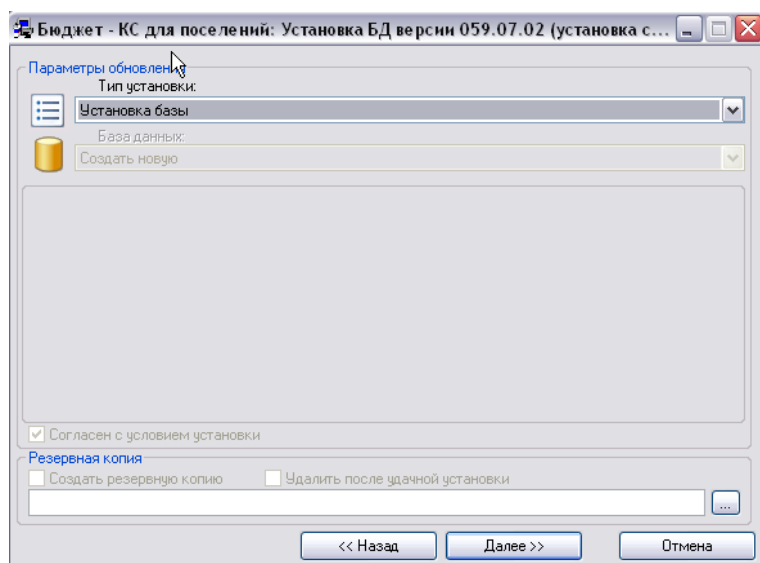 Бюджет - КС для поселений: Установка БД версии 059.07.02 (установка с...
Параметры обновления
Тип установки:
Установка базы
База данных:
Создать новую
Согласен с условием установки
Резервная копия
Создать резервную копию Удалить после удачной установки
...
<< Назад Далее >> Отмена